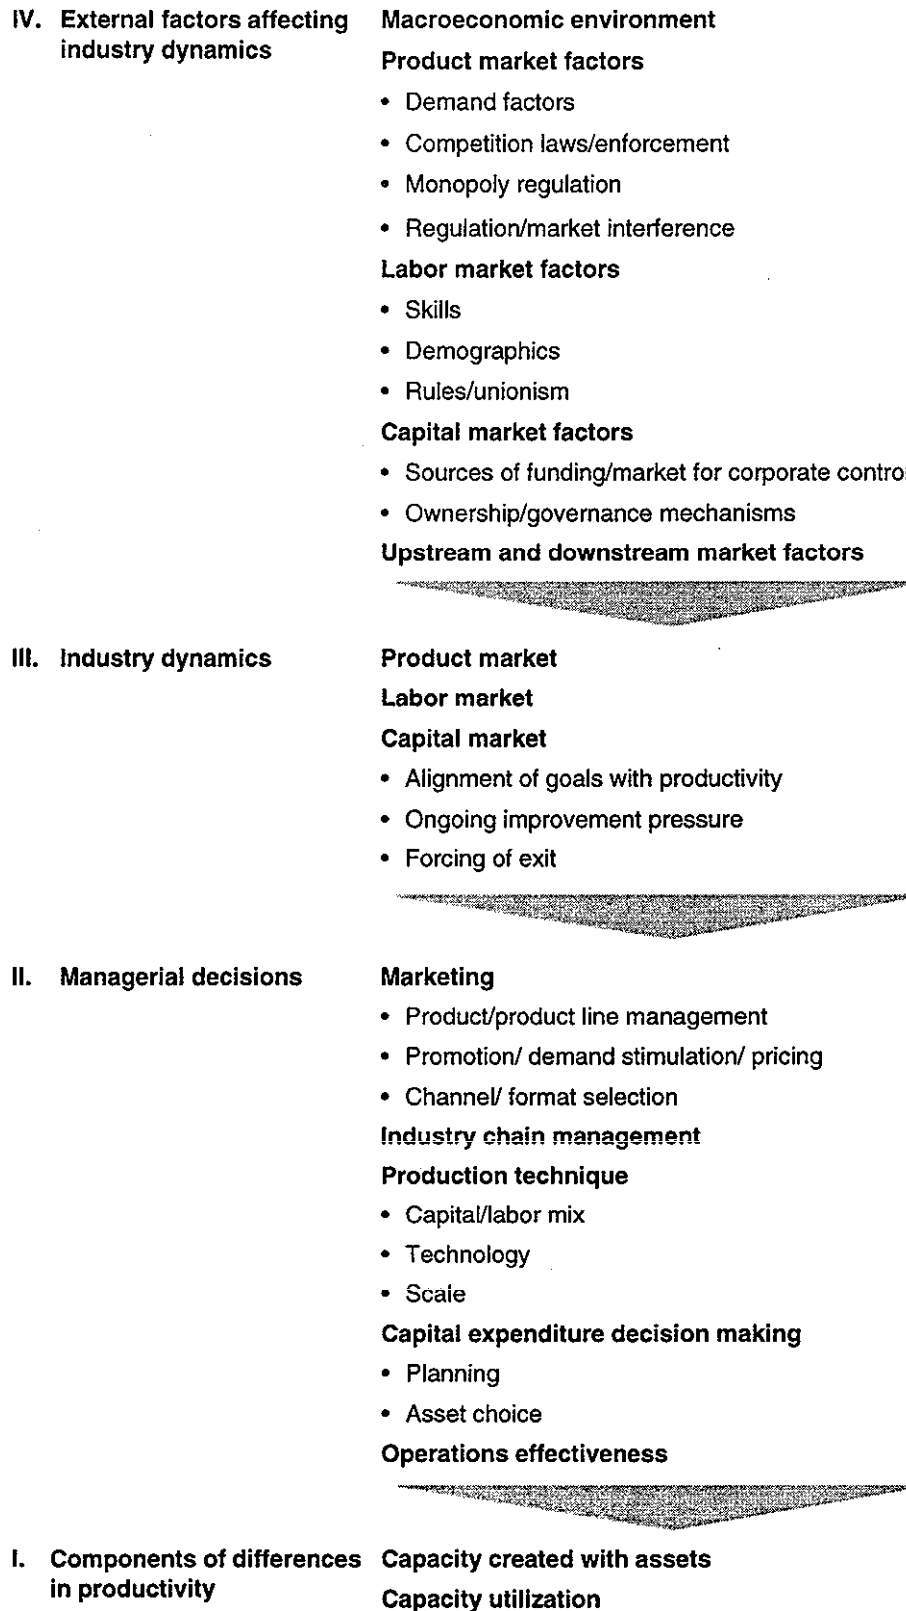 IV. External factors affecting Macroeconomic environment
industry dynamics
Product market factors
• Demand factors
• Competition laws/enforcement
• Monopoly regulation
• Regulation/market interference
Labor market factors
• Skills
• Demographics
• Rules/unionism
Capital market factors
• Sources of funding/market for corporate control
• Ownership/governance mechanisms
Upstream and downstream market factors
III. Industry dynamics Product market
Labor market
Capital market
• Alignment of goals with productivity
• Ongoing improvement pressure
• Forcing of exit
II. Managerial decisions Marketing
• Product/product line management
• Promotion/ demand stimulation/ pricing
• Channel/ format selection
Industry chain management
Production technique
• Capital/labor mix
• Technology
• Scale
Capital expenditure decision making
• Planning
• Asset choice
Operations effectiveness
I. Components of differences Capacity created with assets
in productivity
Capacity utilization